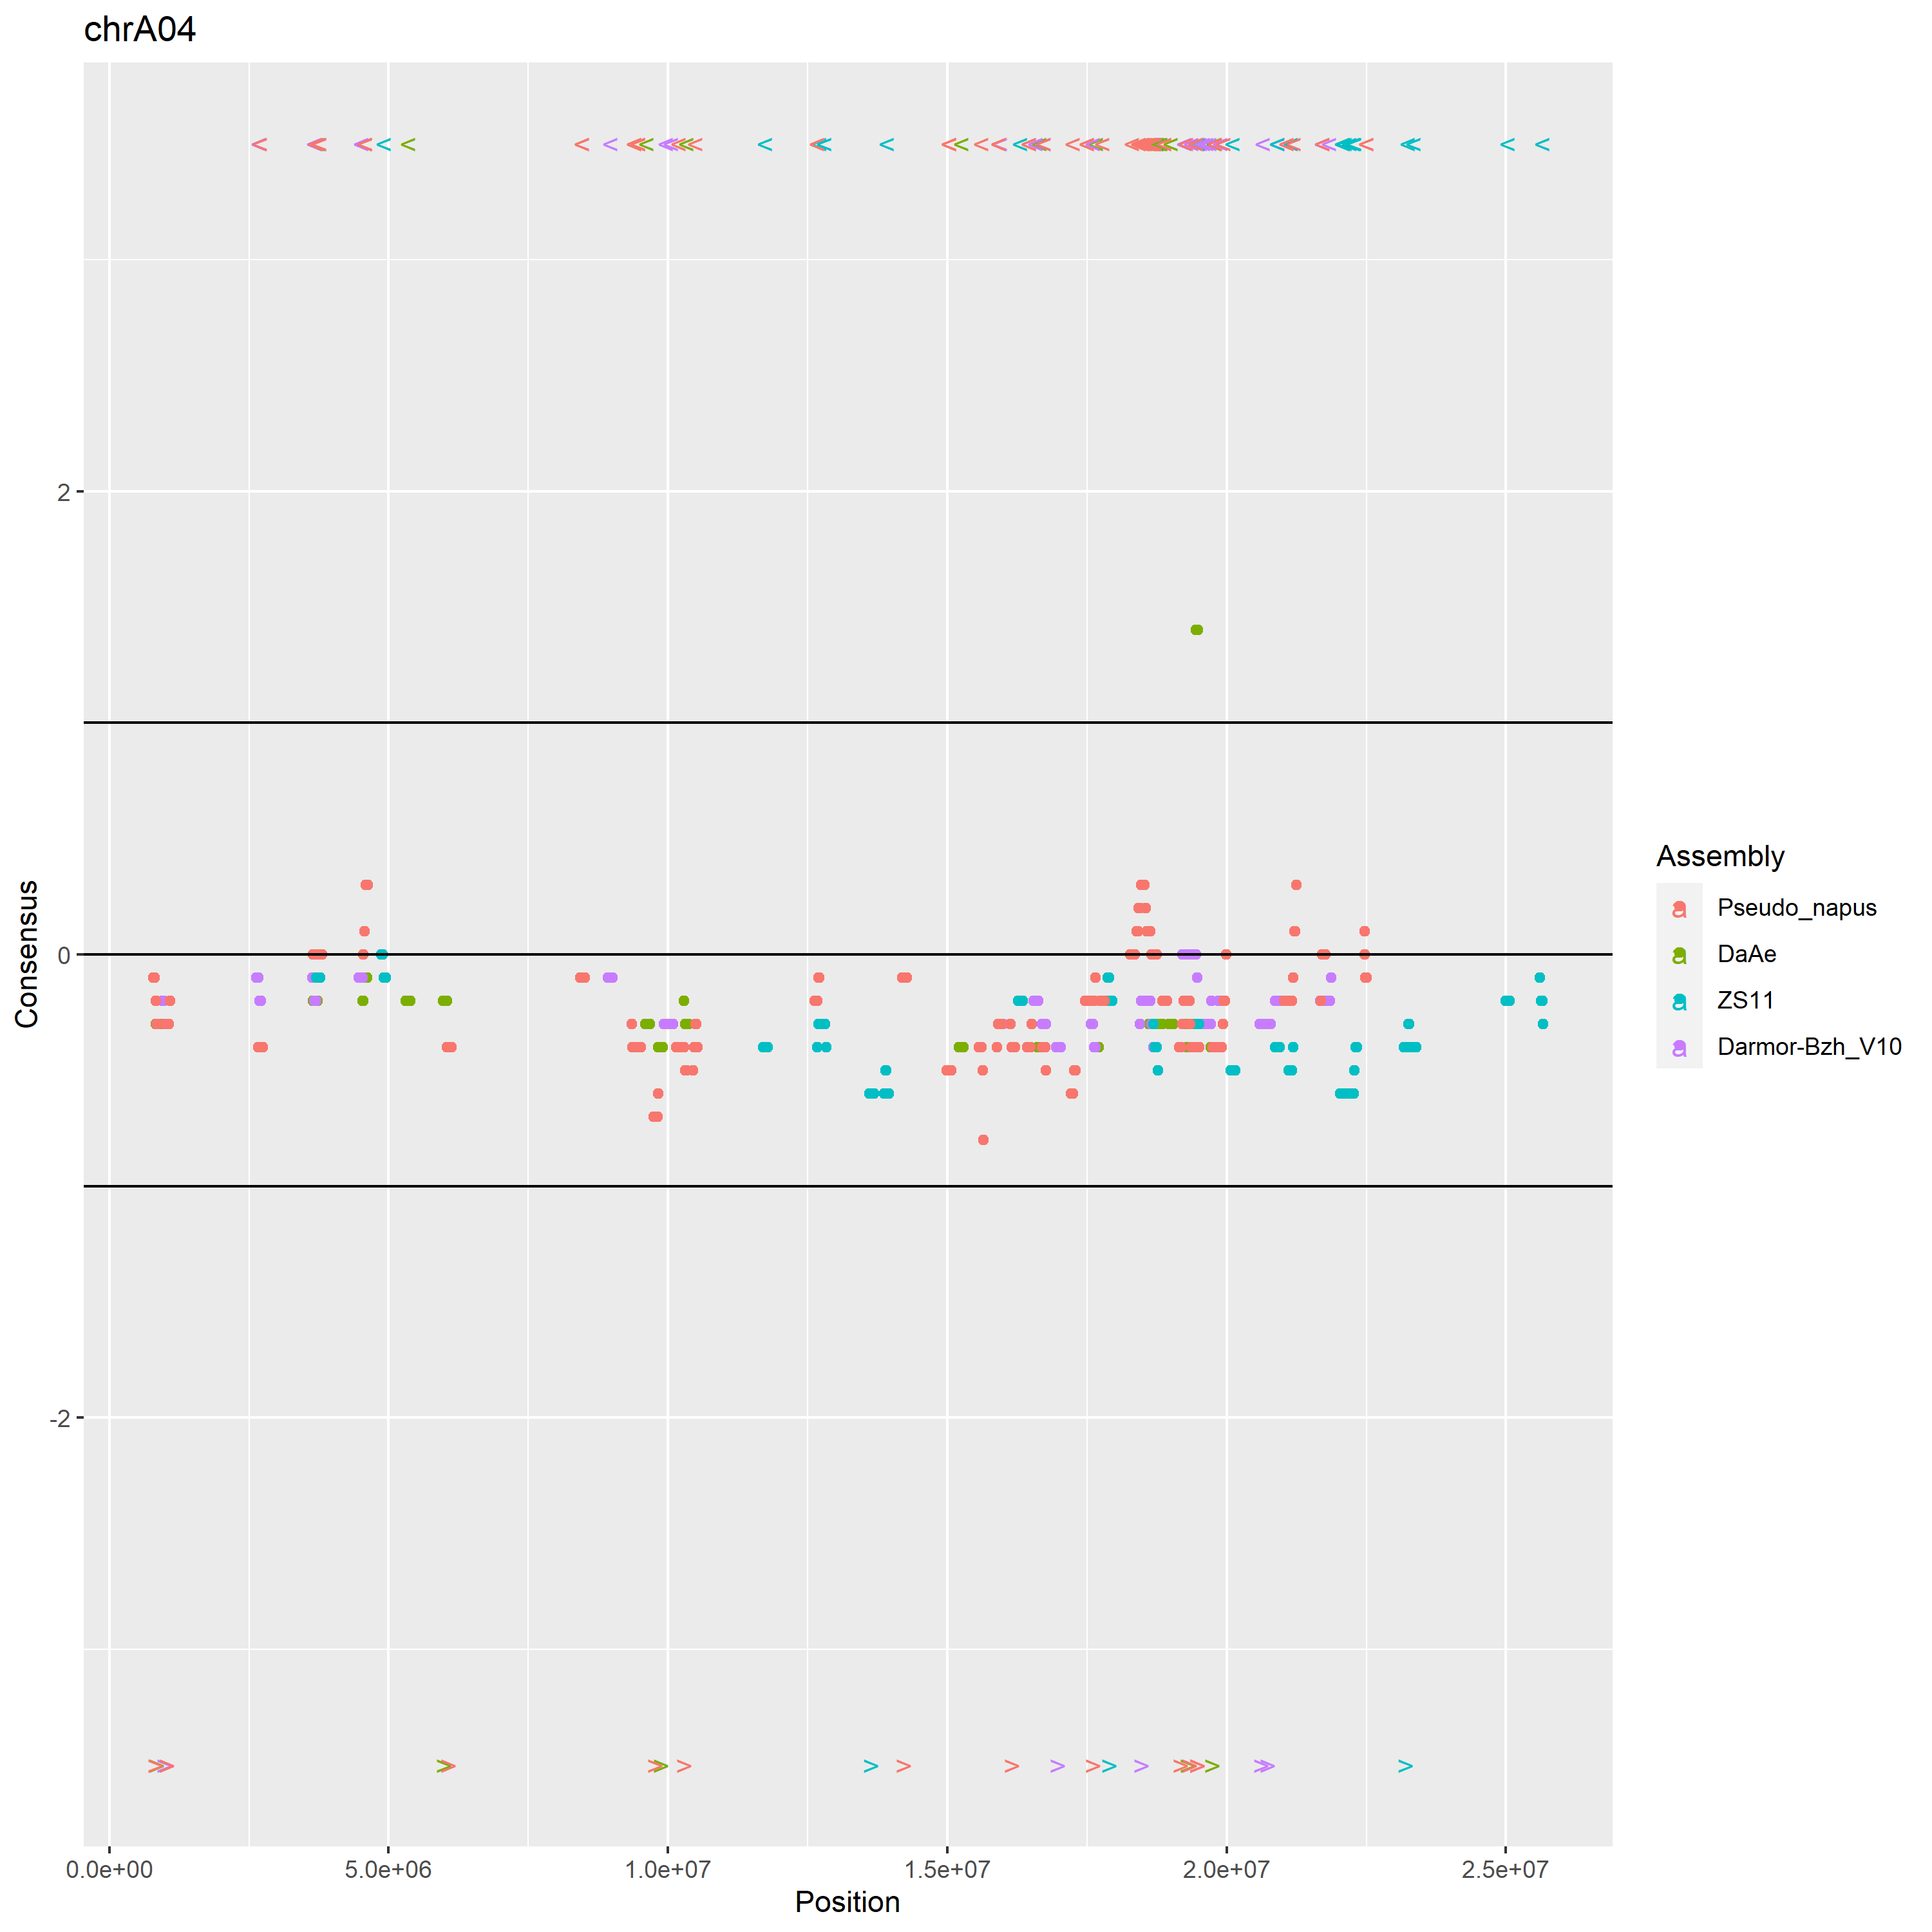 chrA04
2
0
-2
Consensus
0.0e+00 5.0e+06 1.0e+07 1.5e+07 2.0e+07 2.5e+07
Position
Assembly
a Pseudo_napus
a DaAe
a ZS11
a Darmor-Bzh_V10